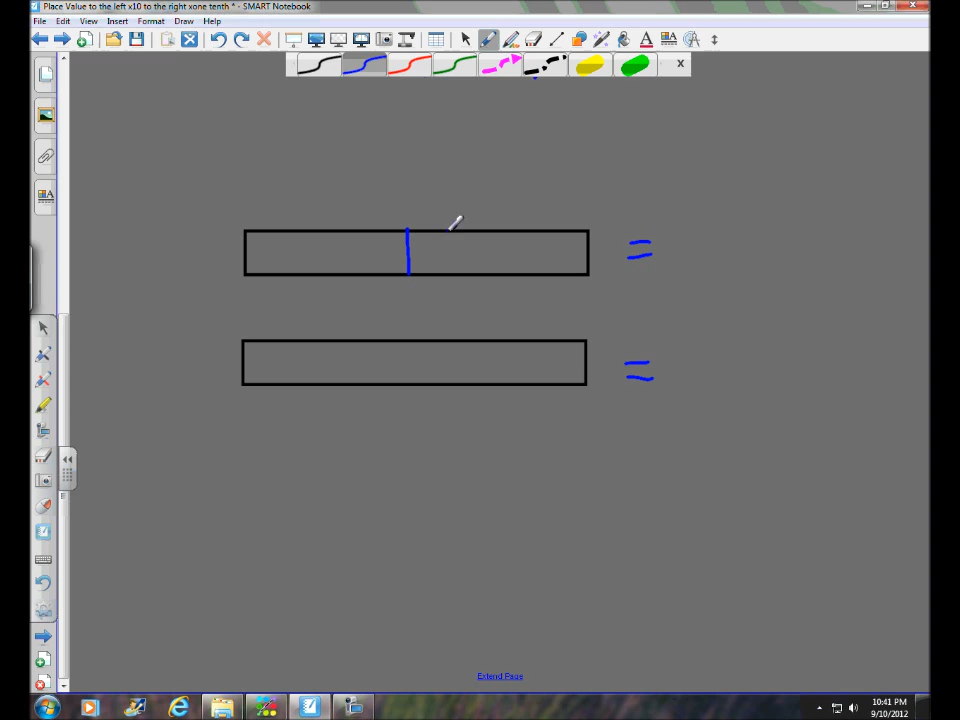 Place Value to the left x10 to the right xone tenth * - SMART Notebook
File Edit View Insert Format Draw Help
X
=
=
Extend Page
10:41 PM
9/10/2012